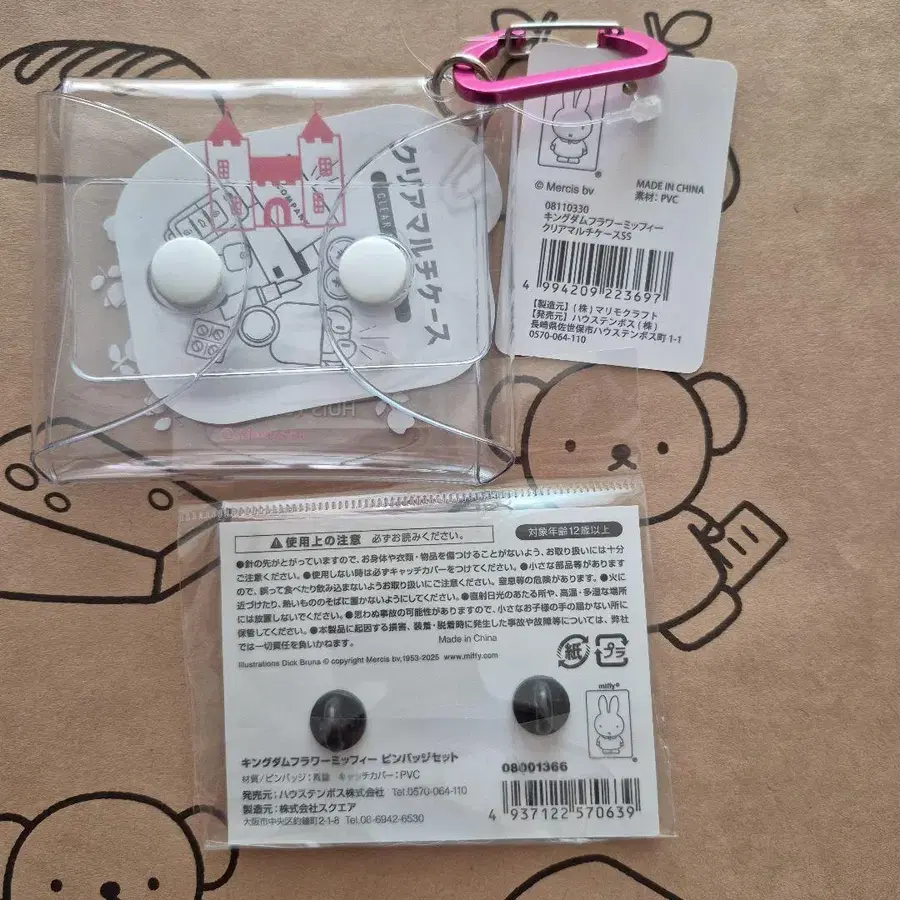 クリアマルチケース
CLEAR
COMPANY
© Mercis bv
MADE IN CHINA
素材: PVC
08110330
キングダムフラワーミッフィー
クリアマルチケースSS
4 994209 223697
【製造元】(株)マリモクラフト
【発売元】ハウステンボス(株)
長崎県佐世保市ハウステンボス町 1-1
0570-064-110
使用上の注意 必ずお読みください。
対象年齢12歳以上
●針の先がとがっていますので、お身体や衣類・物品を傷つけることがないよう、お取り扱いには十分
ご注意ください。●使用しない時は必ずキャッチカバーをつけてください。●小さな部品等があります
ので、誤って食べたり飲み込まないようお取り扱いにご注意ください。窒息等の危険があります。●火に
近づけたり、熱いもののそばに置かないようにしてください。●直射日光のあたる所や、高温・多湿な場所
には放置しないでください。●思わぬ事故の可能性がありますので、小さなお子様の手の届かない所に
保管してください。●本製品に起因する損害、装着・脱着時に発生した事故や故障等については、弊社
では一切責任を負いかねます。
Made in China
Illustrations Dick Bruna © copyright Mercis bv,1953-2025 www.miffy.com
紙
プラ
miffy®
キングダムフラワーミッフィー ピンバッジセット
08001366
材質/ピンバッジ:真鍮 キャッチカバー:PVC
発売元:ハウステンボス株式会社 Tel.0570-064-110
製造元:株式会社スクエア
大阪市中央区釣鐘町2-1-8 Tel. 06-6942-6530
4 937122 570639